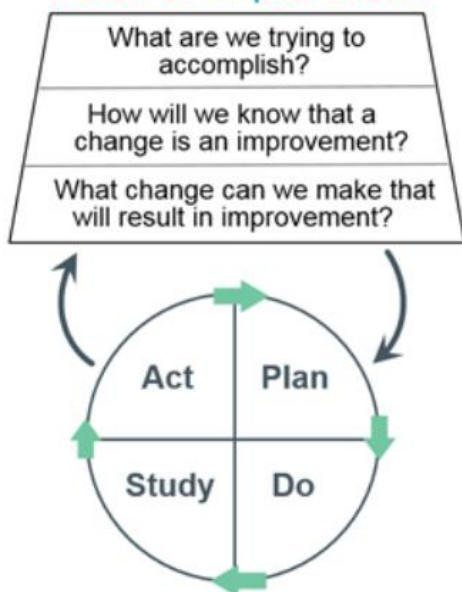 What are we trying to
accomplish?
How will we know that a
change is an improvement?
What change can we make that
will result in improvement?
Act
Plan
Study
Do